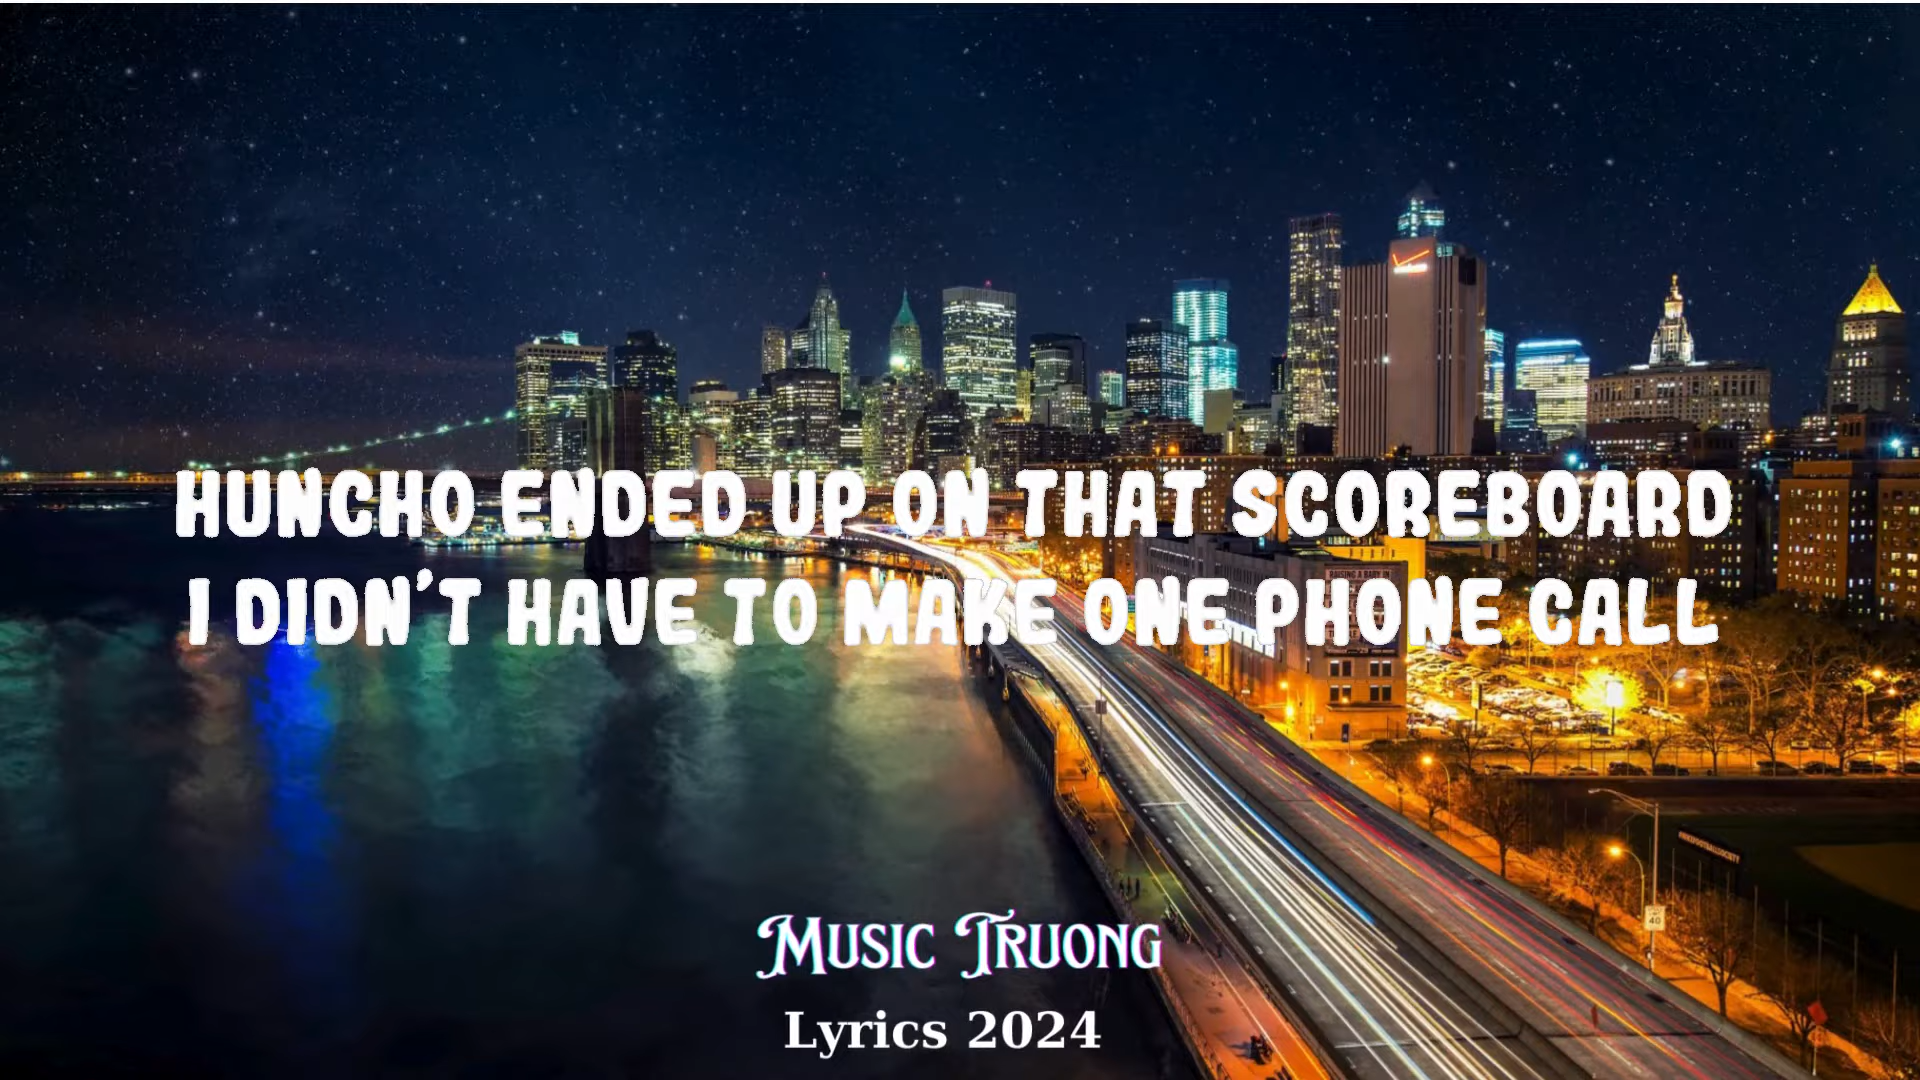 HUNCHO ENDED UP ON THAT SCOREBOARD
I DIDN'T HAVE TO MAKE ONE PHONE CALL
MUSIC TRUONG
Lyrics 2024